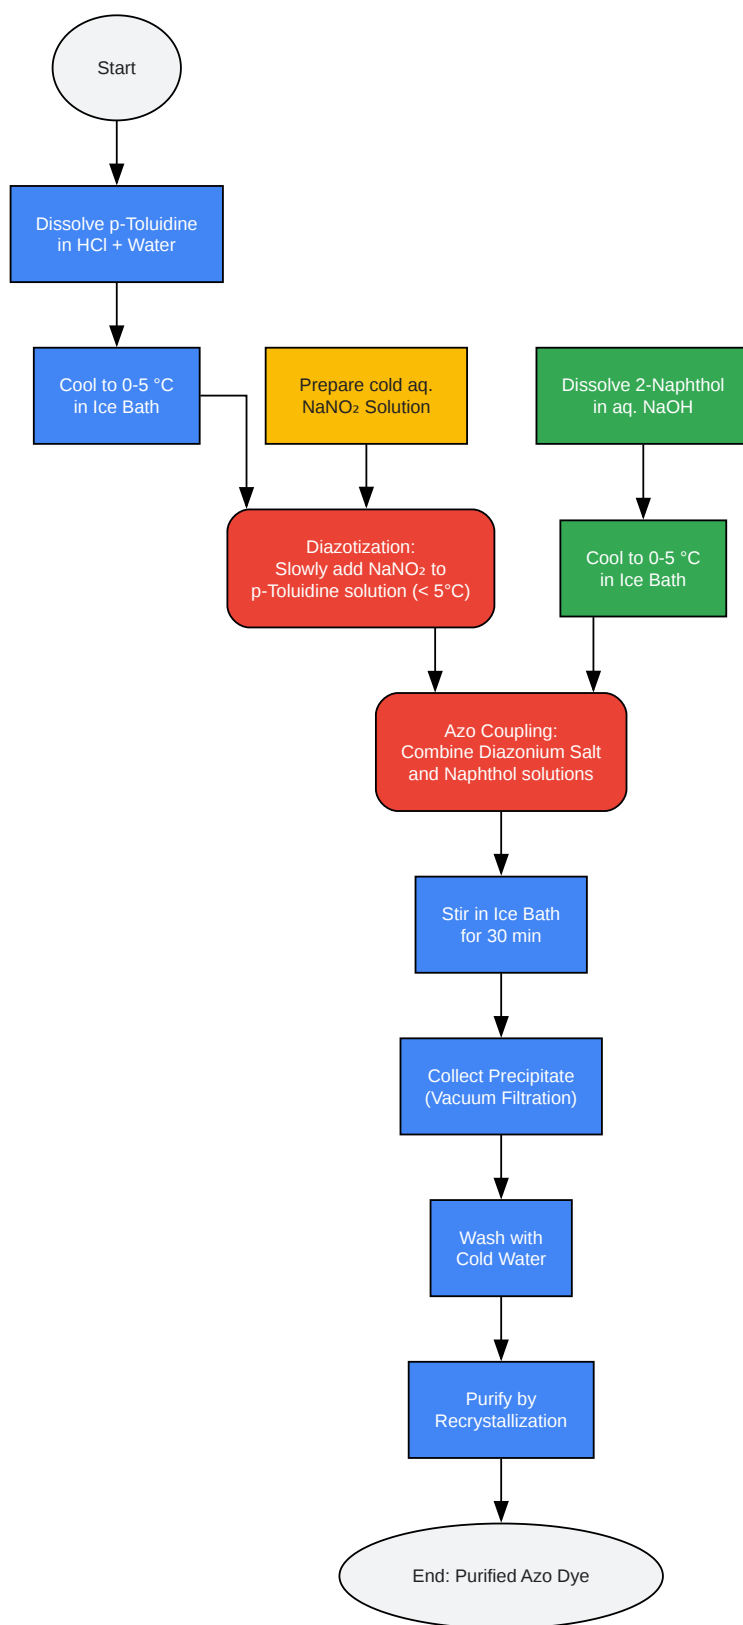 Start
Dissolve p-Toluidine
in HCl + Water
Cool to 0-5 °C
in Ice Bath
Prepare cold aq.
NaNO₂ Solution
Dissolve 2-Naphthol
in aq. NaOH
Diazotization:
Slowly add NaNO₂ to
p-Toluidine solution (< 5°C)
Cool to 0-5 °C
in Ice Bath
Azo Coupling:
Combine Diazonium Salt
and Naphthol solutions
Stir in Ice Bath
for 30 min
Collect Precipitate
(Vacuum Filtration)
Wash with
Cold Water
Purify by
Recrystallization
End: Purified Azo Dye